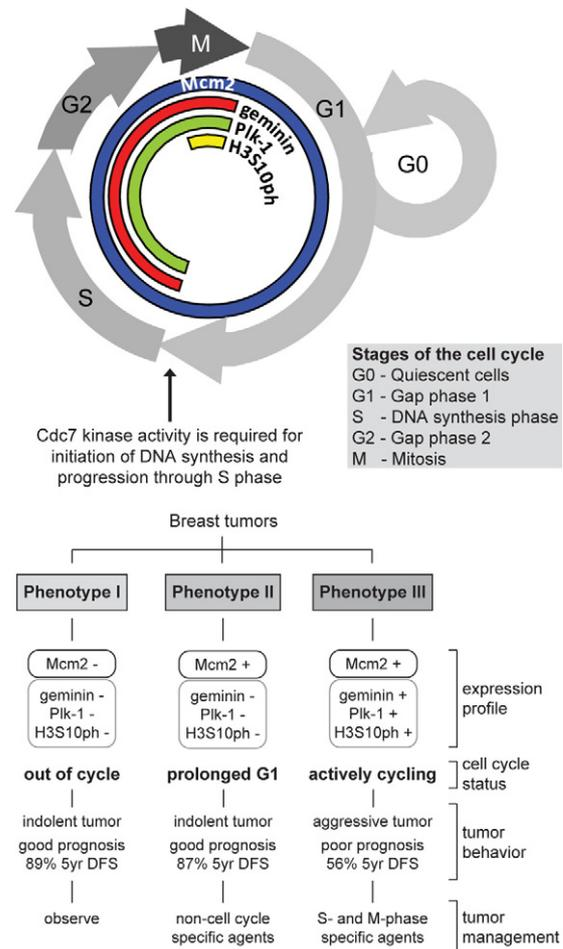 M
Mcm2
G2
G1
geminin
Plk-1
H3S10ph
G0
S
Stages of the cell cycle
G0 - Quiescent cells
G1 - Gap phase 1
S - DNA synthesis phase
G2 - Gap phase 2
M - Mitosis
Cdc7 kinase activity is required for
initiation of DNA synthesis and
progression through S phase
Breast tumors
Phenotype I
Phenotype II
Phenotype III
Mcm2 -
Mcm2 +
Mcm2 +
geminin -
Plk-1 -
H3S10ph -
geminin -
Plk-1 -
H3S10ph -
geminin +
Plk-1 +
H3S10ph +
expression
profile
out of cycle
prolonged G1
actively cycling
cell cycle
status
indolent tumor
good prognosis
89% 5yr DFS
indolent tumor
good prognosis
87% 5yr DFS
aggressive tumor
poor prognosis
56% 5yr DFS
tumor
behavior
observe
non-cell cycle
specific agents
S- and M-phase
specific agents
tumor
management